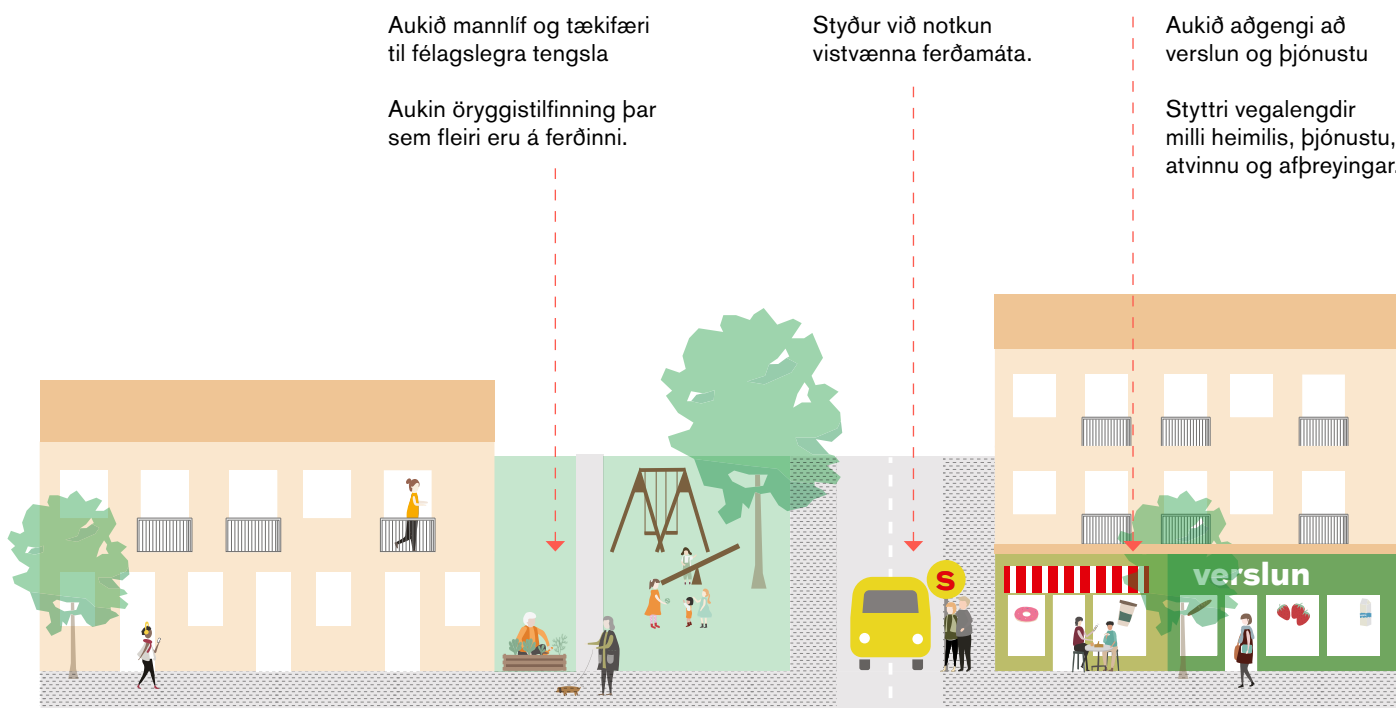 Aukið mannlíf og tækifæri
til félagslegra tengsla
Aukin öryggistilfinning þar
sem fleiri eru á ferðinni.
Styður við notkun
vistvænna ferðamáta.
Aukið aðgengi að
verslun og þjónustu
Styttri vegalengdir
milli heimilis, þjónustu,
atvinnu og afþreyingar.
S
verslun